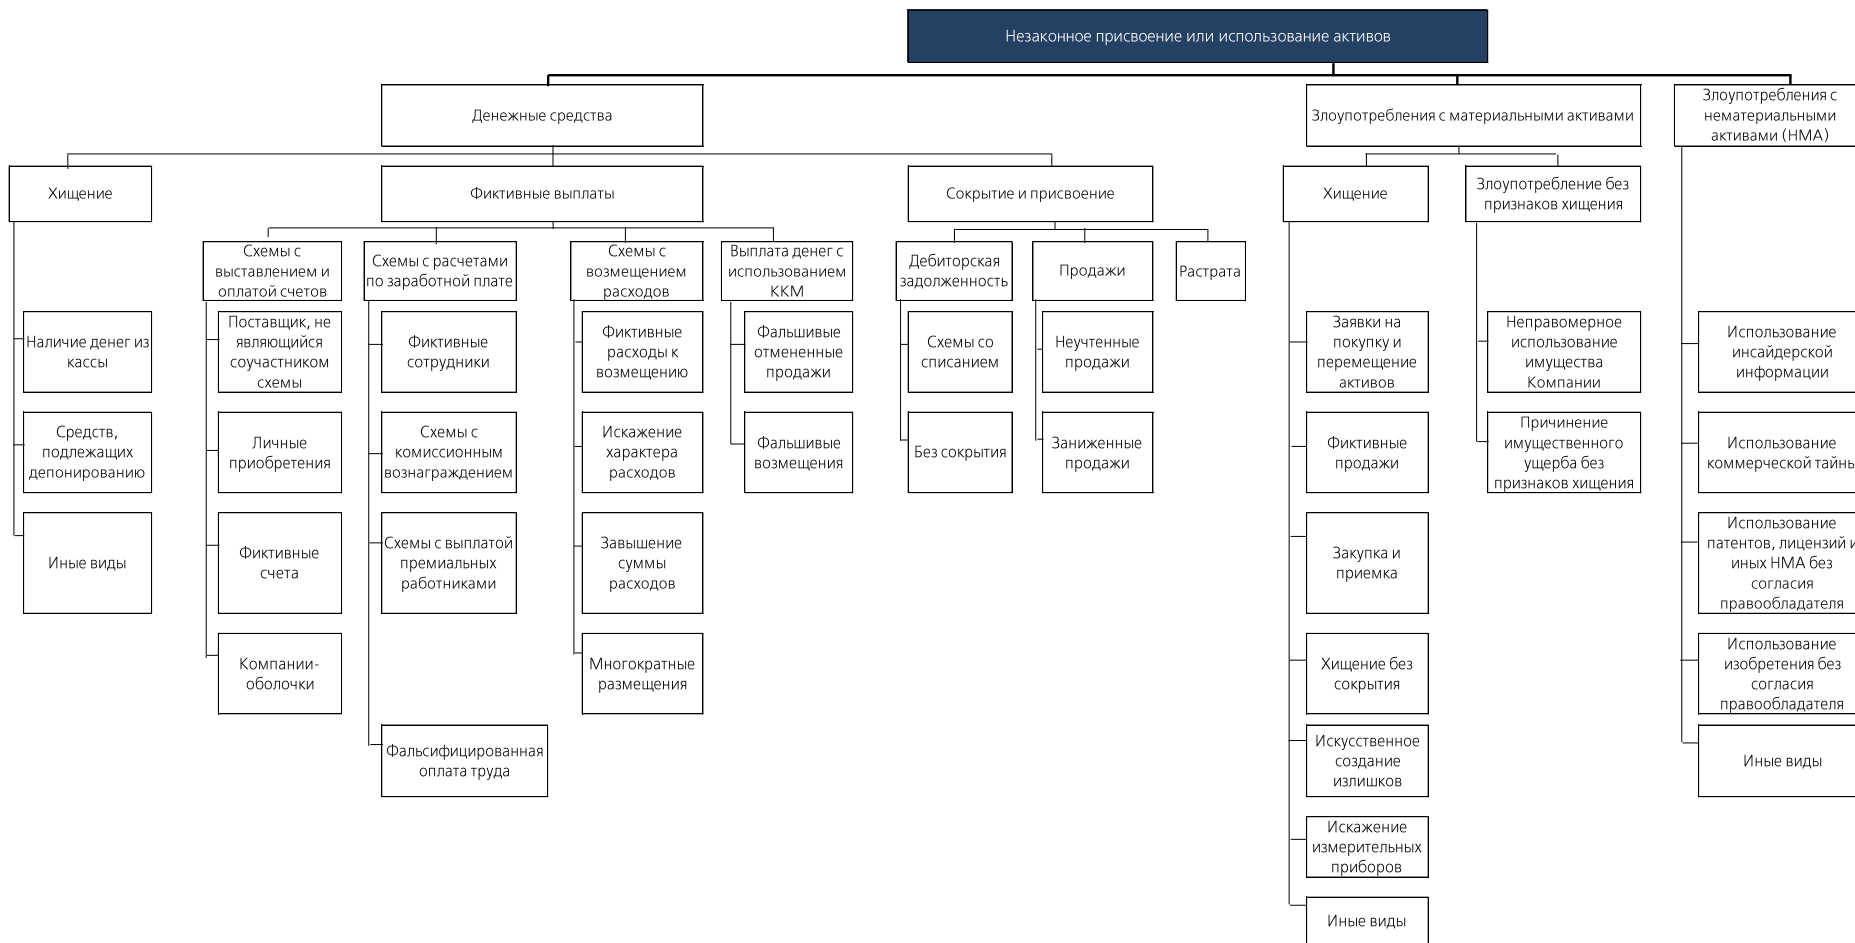 Незаконное присвоение или использование активов
Денежные средства
Злоупотребления с материальными активами
Злоупотребления с
нематериальными
активами (НМА)
Хищение
Фиктивные выплаты
Сокрытие и присвоение
Хищение
Злоупотребление без
признаков хищения
Схемы с
выставлением и
оплатой счетов
Схемы с расчетами
по заработной плате
Схемы с
возмещением
расходов
Выплата денег с
использованием
ККМ
Дебиторская
задолженность
Продажи
Растрата
Наличие денег из
кассы
Поставщик, не
являющийся
соучастником
схемы
Фиктивные
сотрудники
Фиктивные
расходы к
возмещению
Фальшивые
отмененные
продажи
Схемы со
списанием
Неучтенные
продажи
Заявки на
покупку и
перемещение
активов
Неправомерное
использование
имущества
Компании
Использование
инсайдерской
информации
Средств,
подлежащих
депонированию
Личные
приобретения
Схемы с
комиссионным
вознаграждением
Искажение
характера
расходов
Фальшивые
возмещения
Без сокрытия
Заниженные
продажи
Фиктивные
продажи
Причинение
имущественного
ущерба без
признаков хищения
Использование
коммерческой тайны
Иные виды
Фиктивные
счета
Схемы с выплатой
премиальных
работниками
Завышение
суммы
расходов
Закупка и
приемка
Использование
патентов, лицензий и
иных НМА без
согласия
правообладателя
Компании-
оболочки
Многократные
размещения
Хищение без
сокрытия
Использование
изобретения без
согласия
правообладателя
Фальсифицированная
оплата труда
Искусственное
создание
излишков
Иные виды
Искажение
измерительных
приборов
Иные виды